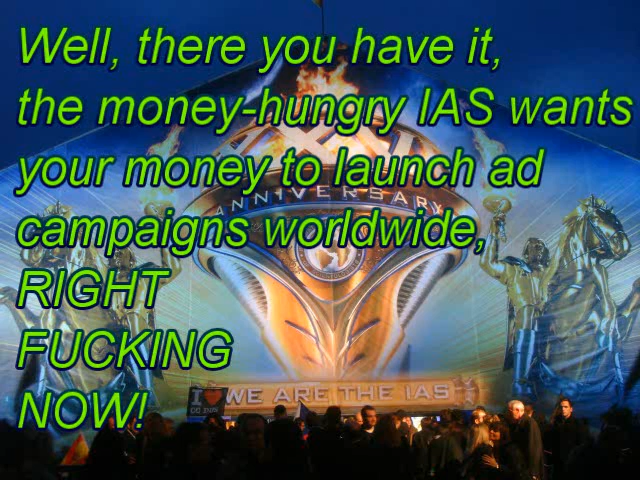 Well, there you have it,
the money-hungry IAS wants
your money to launch ad
campaigns worldwide,
RIGHT
FUCKING
NOW!
ANNIVERSARY
WE ARE THE IAS
I